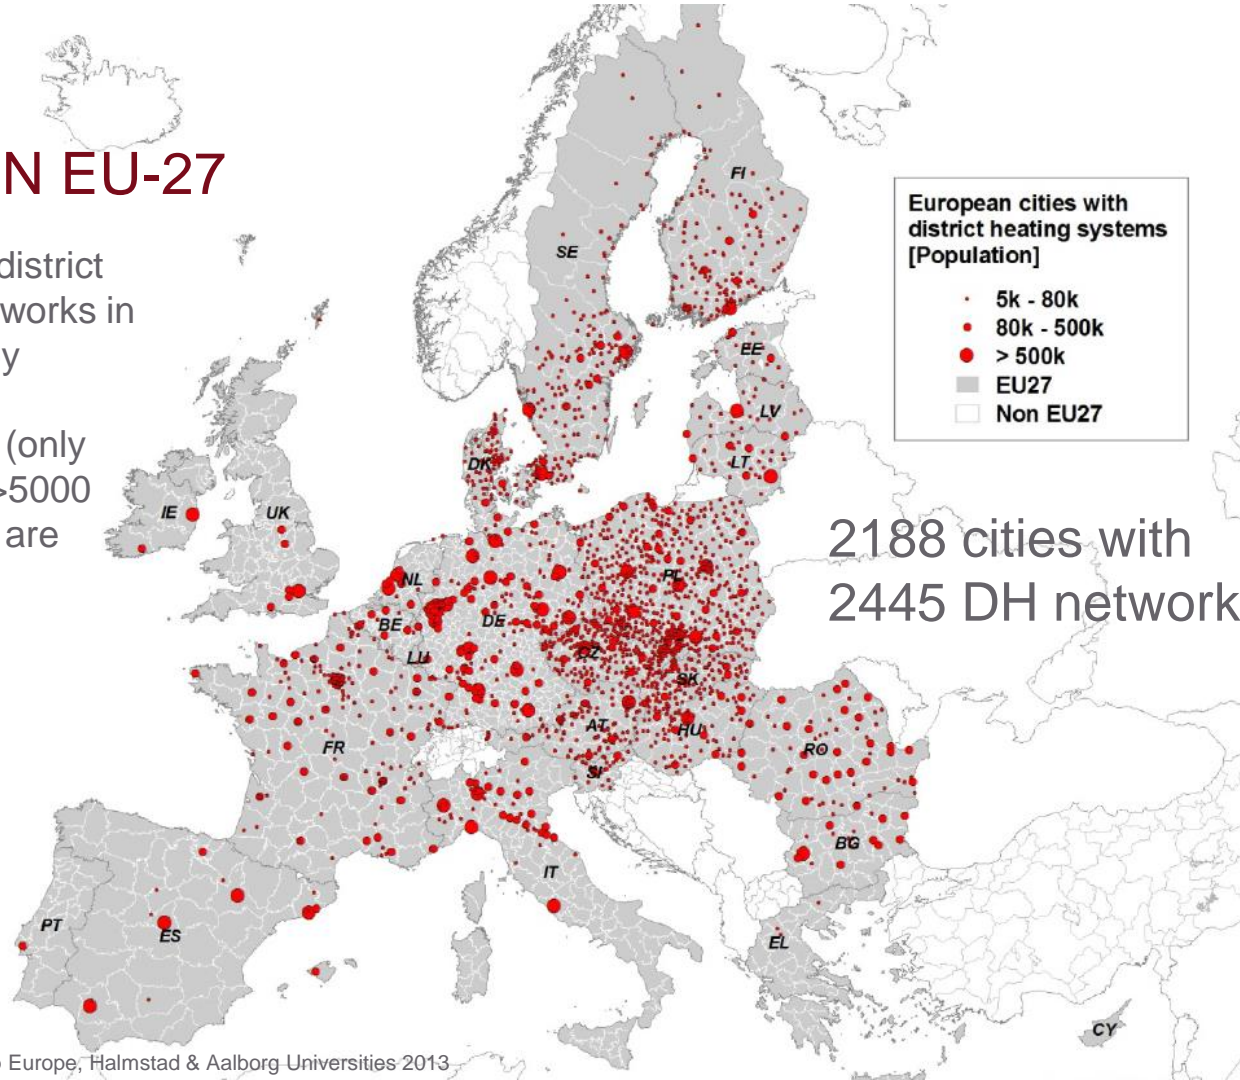 N EU-27
district
works in
y
(only
>5000
are
European cities with
district heating systems
[Population]
5k - 80k
80k - 500k
> 500k
EU27
Non EU27
2188 cities with
2445 DH network
FI
SE
EE
LV
LT
DK
IE
UK
NL
PL
BE
DE
LU
CZ
SK
AT
HU
FR
SI
RO
BG
IT
PT
ES
EL
CY
Europe, Halmstad & Aalborg Universities 2013